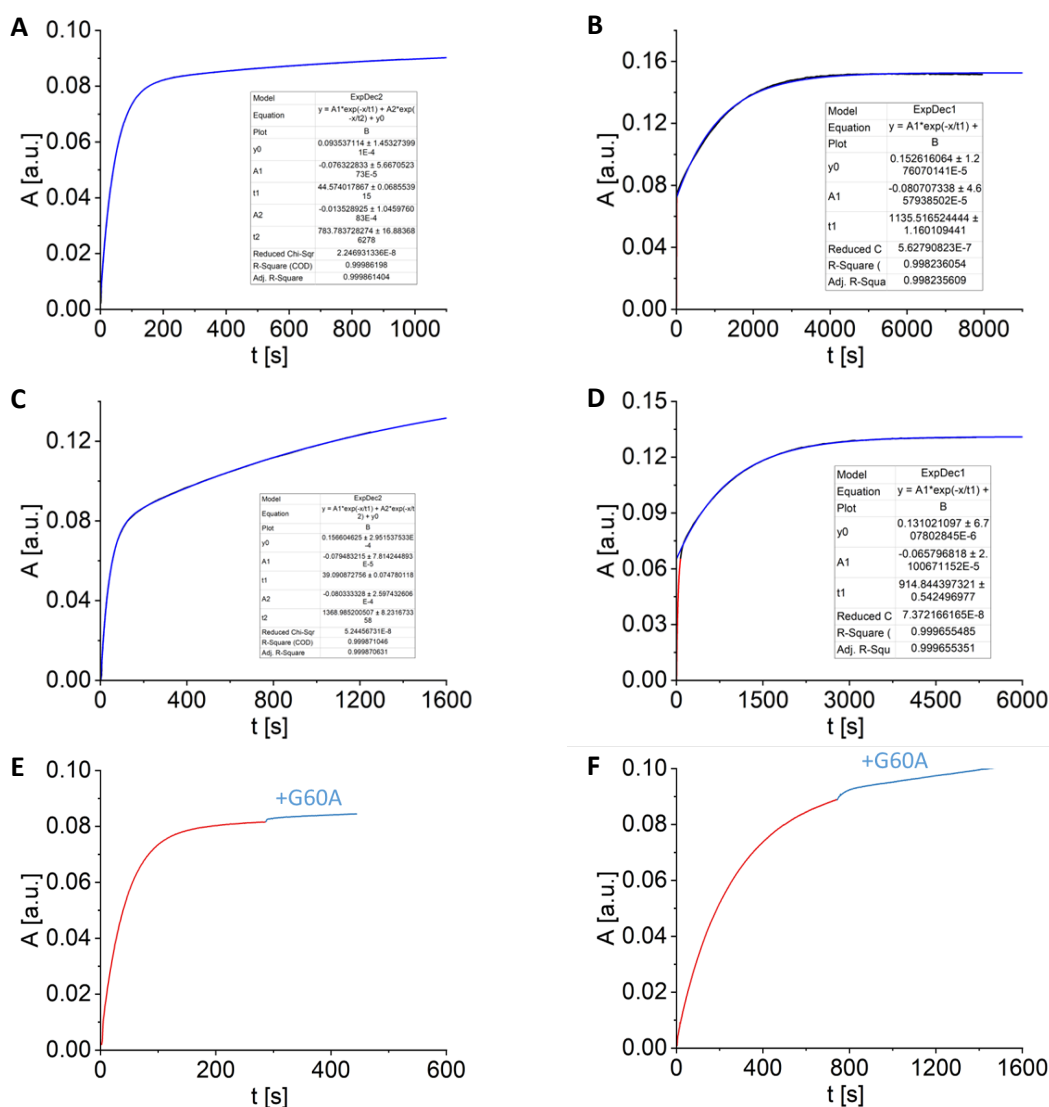 A
A [a.u.]
0.10
0.08
0.06
0.04
0.02
0.00
0 200 400 600 800 1000
t [s]
Model ExpDec2
Equation y = A1*exp(-x/t1) + A2*exp(
-x/t2) + y0
Plot B
y0 0.093537114 ± 1.45327399
1E-4
A1 -0.076322833 ± 5.6670523
73E-5
t1 44.574017867 ± 0.0685539
15
A2 -0.013528925 ± 1.0459760
83E-4
t2 783.783728274 ± 16.88368
6278
Reduced Chi-Sqr 2.246931336E-8
R-Square (COD) 0.99986198
Adj. R-Square 0.999861404
B
A [a.u.]
0.16
0.12
0.08
0.04
0.00
0 2000 4000 6000 8000
t [s]
Model ExpDec1
Equation y = A1*exp(-x/t1) +
Plot B
y0 0.152616064 ± 1.2
76070141E-5
A1 -0.080707338 ± 4.6
57938502E-5
t1 1135.516524444 ±
1.160109441
Reduced C 5.62790823E-7
R-Square ( 0.998236054
Adj. R-Squa 0.998235609
C
A [a.u.]
0.12
0.08
0.04
0.00
0 400 800 1200 1600
t [s]
Model ExpDec2
Equation y = A1*exp(-x/t1) + A2*exp(-x/t
2) + y0
Plot B
y0 0.156604625 ± 2.951537533E
-4
A1 -0.079483215 ± 7.814244893
E-5
t1 39.090872756 ± 0.074780118
A2 -0.080333328 ± 2.597432606
E-4
t2 1368.985200507 ± 8.2316733
58
Reduced Chi-Sqr 5.24456731E-8
R-Square (COD) 0.999871046
Adj. R-Square 0.999870631
D
A [a.u.]
0.15
0.12
0.09
0.06
0.03
0.00
0 1500 3000 4500 6000
t [s]
Model ExpDec1
Equation y = A1*exp(-x/t1) +
Plot B
y0 0.131021097 ± 6.7
07802845E-6
A1 -0.065796818 ± 2.
100671152E-5
t1 914.844397321 ±
0.542496977
Reduced C 7.372166165E-8
R-Square ( 0.999655485
Adj. R-Squ 0.999655351
E
A [a.u.]
0.10
0.08
0.06
0.04
0.02
0.00
+G60A
0 200 400 600
t [s]
F
A [a.u.]
0.10
0.08
0.06
0.04
0.02
0.00
+G60A
0 400 800 1200 1600
t [s]